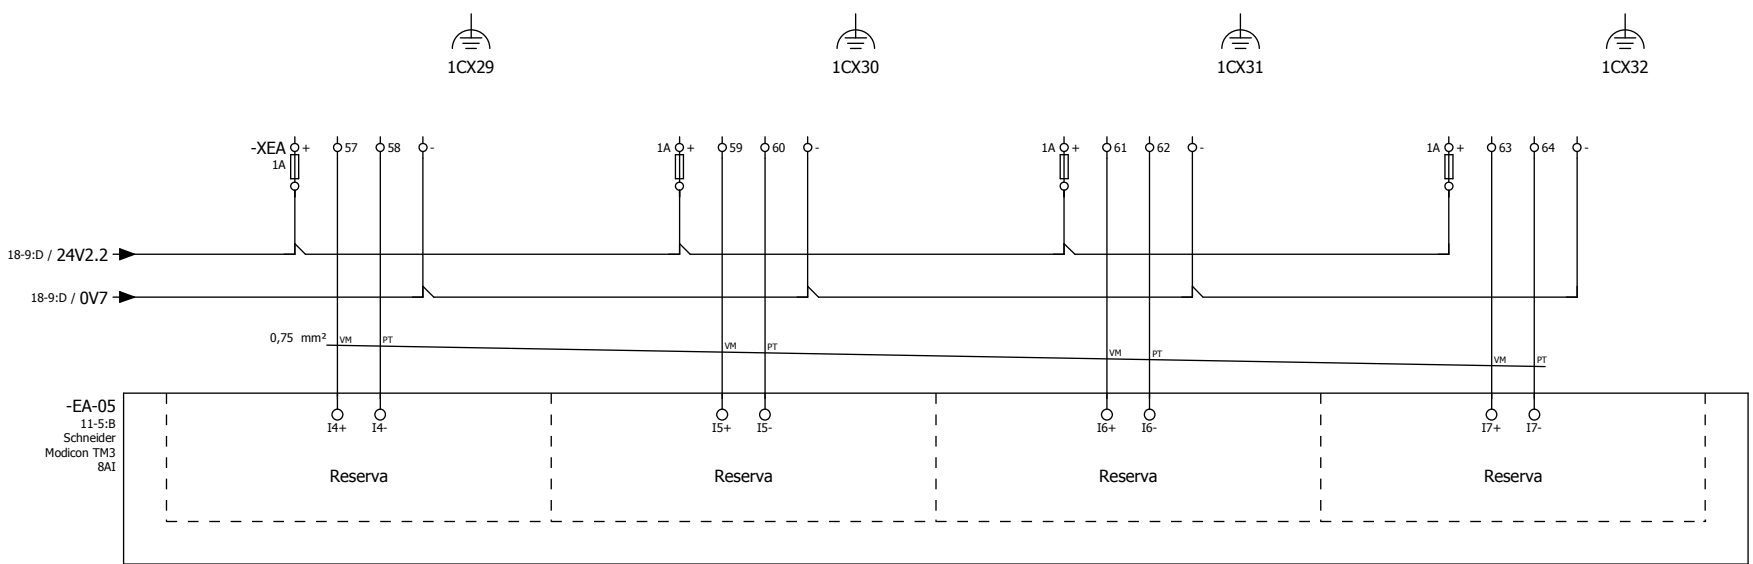 1CX29 1CX30 1CX31 1CX32
-XEA + 57 58 - 1A + 59 60 - 1A + 61 62 - 1A + 63 64 -
1A
18-9:D / 24V2.2
18-9:D / 0V7
0,75 mm² VM PT VM PT VM PT VM PT
-EA-05
11-5:B
Schneider
Modicon TM3
8AI
I4+ I4- I5+ I5- I6+ I6- I7+ I7-
Reserva Reserva Reserva Reserva